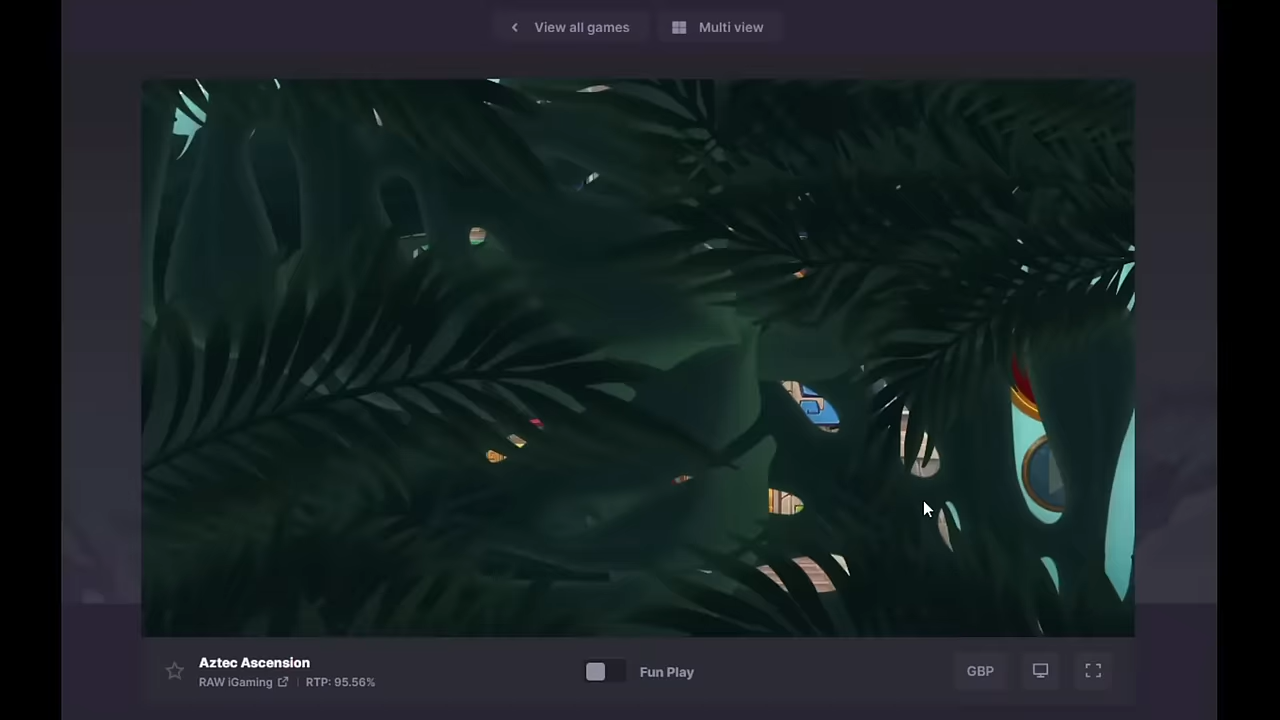 View all games
Multi view
Aztec Ascension
RAW iGaming
RTP: 95.56%
Fun Play
GBP